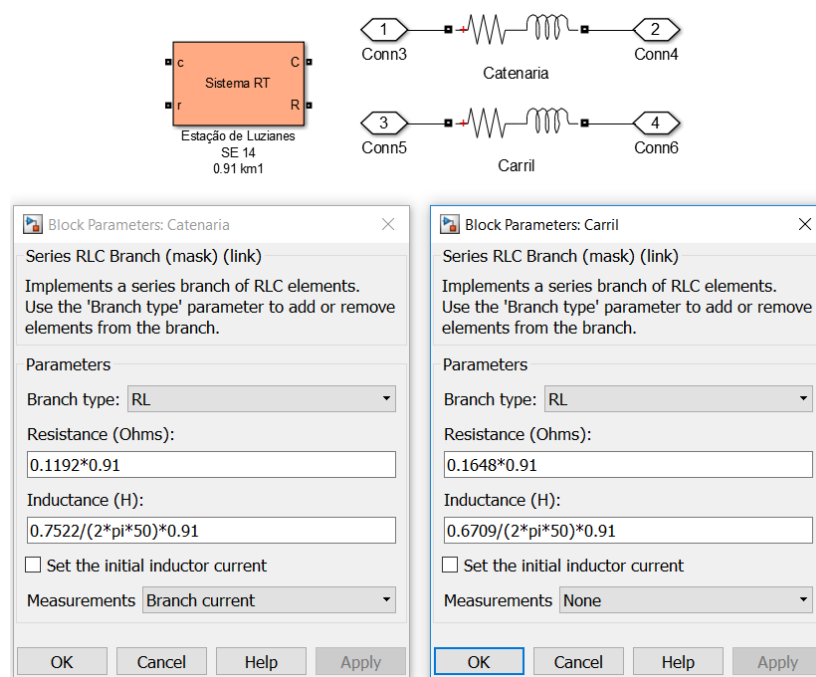 1
2
Conn3
Conn4
Catenaria
c
C
Sistema RT
r
R
Estação de Luzianes
SE 14
0.91 km1
3
4
Conn5
Conn6
Carril
Block Parameters: Catenaria
Series RLC Branch (mask) (link)
Implements a series branch of RLC elements.
Use the 'Branch type' parameter to add or remove
elements from the branch.
Parameters
Branch type: RL
Resistance (Ohms):
0.1192*0.91
Inductance (H):
0.7522/(2*pi*50)*0.91
Set the initial inductor current
Measurements Branch current
OK Cancel Help Apply
Block Parameters: Carril
Series RLC Branch (mask) (link)
Implements a series branch of RLC elements.
Use the 'Branch type' parameter to add or remove
elements from the branch.
Parameters
Branch type: RL
Resistance (Ohms):
0.1648*0.91
Inductance (H):
0.6709/(2*pi*50)*0.91
Set the initial inductor current
Measurements None
OK Cancel Help Apply